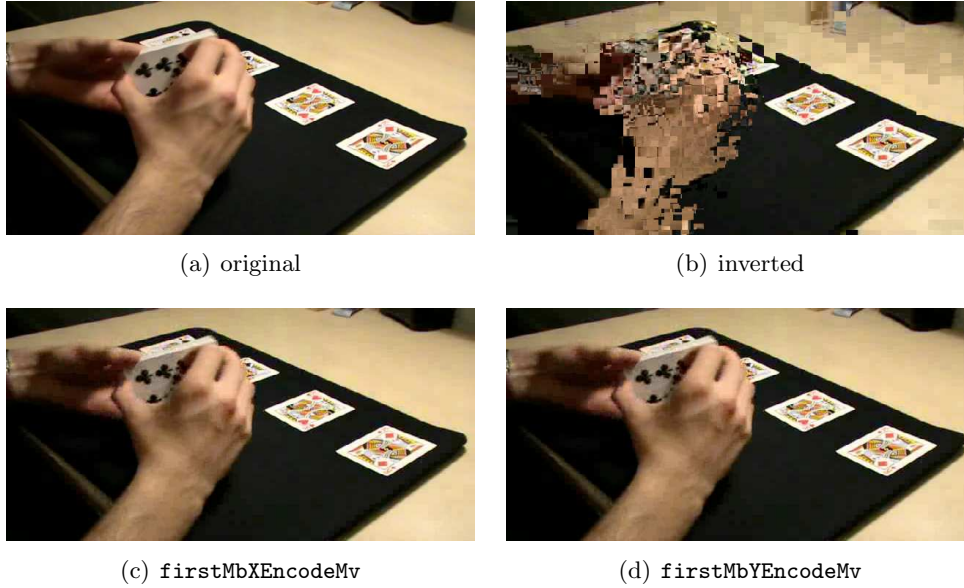 (a) original
(b) inverted
(c) firstMbXEncodeMv
(d) firstMbYEncodeMv